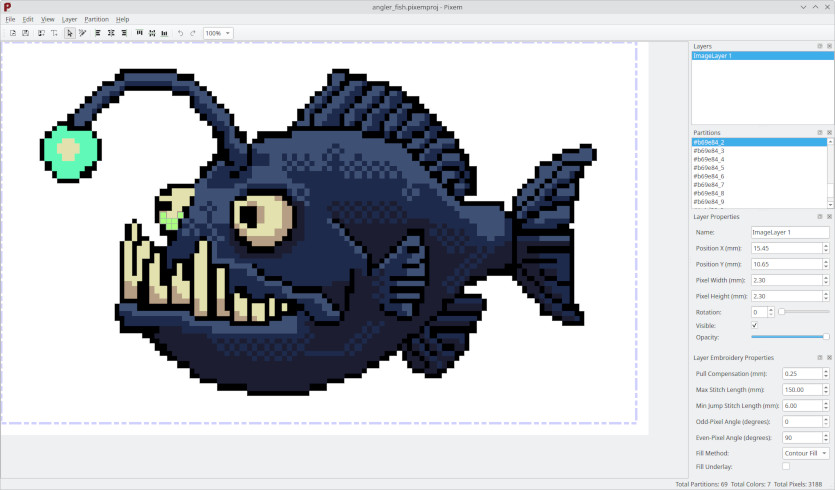 angler_fish.pixemproj - Pixem
File Edit View Layer Partition Help
100%
Layers
ImageLayer 1
Partitions
#b69e84_2
#b69e84_3
#b69e84_4
#b69e84_5
#b69e84_6
#b69e84_7
#b69e84_8
#b69e84_9
Layer Properties
Name: ImageLayer 1
Position X (mm): 15.45
Position Y (mm): 10.65
Pixel Width (mm): 2.30
Pixel Height (mm): 2.30
Rotation: 0
Visible:
Opacity:
Layer Embroidery Properties
Pull Compensation (mm): 0.25
Max Stitch Length (mm): 150.00
Min Jump Stitch Length (mm): 6.00
Odd-Pixel Angle (degrees): 0
Even-Pixel Angle (degrees): 90
Fill Method: Contour Fill
Fill Underlay:
Total Partitions: 69 Total Colors: 7 Total Pixels: 3188